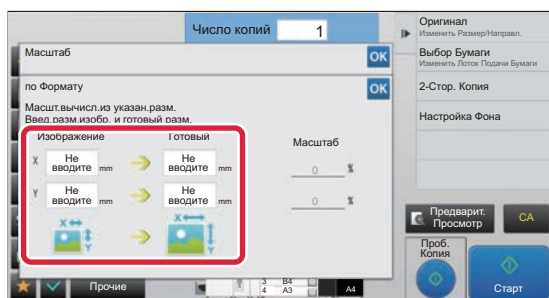 Число копий 1
Масштаб
OK
по Формату
OK
Масшт.вычисл.из указан.разм.
Введ.разм.изобр. и готовый разм.
Изображение Готовый
Масштаб
X Не вводите mm Не вводите mm 0 %
Y Не вводите mm Не вводите mm 0 %
X X
Y Y
Прочие
3 B4
4 A3
A4
Оригинал
Изменить Размер/Направл.
Выбор Бумаги
Изменить Лоток Подачи Бумаги
2-Стор. Копия
Настройка Фона
Предварит. Просмотр
CA
Проб. Копия
Старт